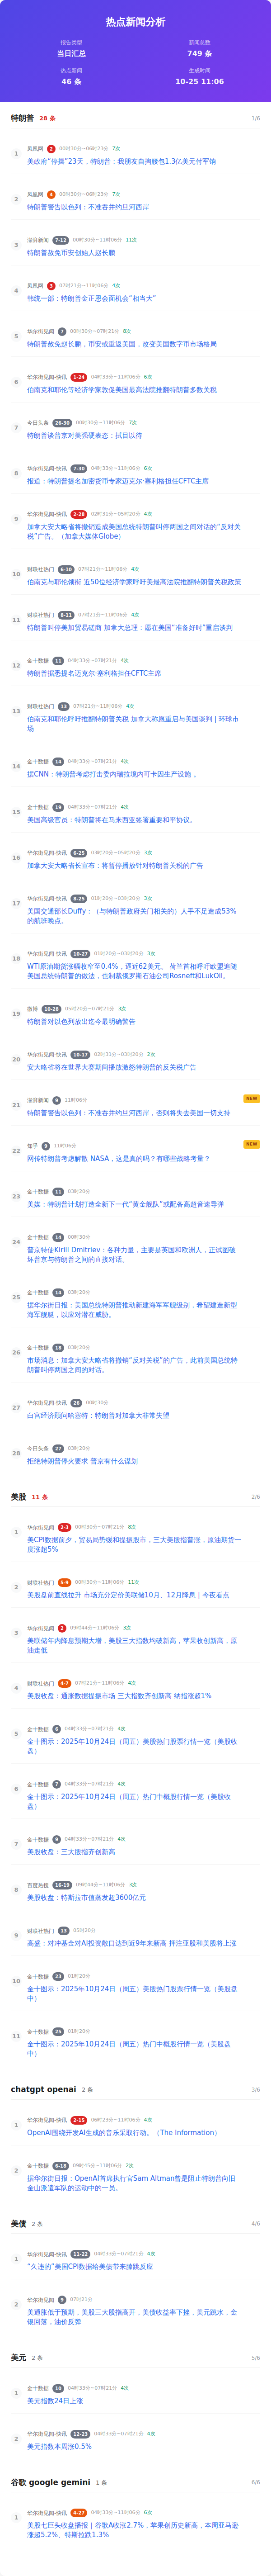 热点新闻分析
报告类型
新闻总数
当日汇总
749 条
热点新闻
生成时间
46 条
10-25 11:06
特朗普 28 条 1/6
1 凤凰网 2 00时30分~06时23分 7次
美政府“停摆”23天，特朗普：我朋友自掏腰包1.3亿美元付军饷
2 凤凰网 4 00时30分~06时23分 7次
特朗普警告以色列：不准吞并约旦河西岸
3 澎湃新闻 7-12 00时30分~11时06分 11次
特朗普赦免币安创始人赵长鹏
4 凤凰网 5 07时21分~11时06分 4次
韩统一部：特朗普金正恩会面机会“相当大”
5 华尔街见闻 7 00时30分~07时21分 8次
特朗普赦免赵长鹏，币安或重返美国，改变美国数字货币市场格局
6 华尔街见闻-快讯 1-24 04时33分~11时06分 6次
伯南克和耶伦等经济学家敦促美国最高法院推翻特朗普多数关税
7 今日头条 26-30 00时30分~11时06分 7次
特朗普谈普京对美强硬表态：拭目以待
8 华尔街见闻-快讯 7-30 04时33分~11时06分 6次
报道：特朗普提名加密货币专家迈克尔·塞利格担任CFTC主席
9 华尔街见闻-快讯 2-28 02时31分~05时20分 4次
加拿大安大略省将撤销造成美国总统特朗普叫停两国之间对话的“反对关
税”广告。（加拿大媒体Globe）
10 财联社热门 6-10 07时21分~11时06分 4次
伯南克与耶伦领衔 近50位经济学家呼吁美最高法院推翻特朗普关税政策
11 财联社热门 8-11 07时21分~11时06分 4次
特朗普叫停美加贸易磋商 加拿大总理：愿在美国“准备好时”重启谈判
12 金十数据 11 04时33分~07时21分 4次
特朗普据悉提名迈克尔·塞利格担任CFTC主席
13 财联社热门 13 07时21分~11时06分 4次
伯南克和耶伦呼吁推翻特朗普关税 加拿大称愿重启与美国谈判 | 环球市
场
14 金十数据 14 04时33分~07时21分 4次
据CNN：特朗普考虑打击委内瑞拉境内可卡因生产设施 。
15 金十数据 19 04时33分~07时21分 4次
美国高级官员：特朗普将在马来西亚签署重要和平协议。
16 华尔街见闻-快讯 6-25 03时20分~05时20分 3次
加拿大安大略省长宣布：将暂停播放针对特朗普关税的广告
17 华尔街见闻-快讯 8-25 01时20分~03时20分 3次
美国交通部长Duffy：（与特朗普政府关门相关的）人手不足造成53%
的航班晚点。
18 华尔街见闻-快讯 10-27 01时20分~03时20分 3次
WTI原油期货涨幅收窄至0.4%，逼近62美元。 荷兰首相呼吁欧盟追随
美国总统特朗普的做法，也制裁俄罗斯石油公司Rosneft和LukOil。
19 微博 10-28 05时20分~07时21分 3次
特朗普对以色列放出迄今最明确警告
20 华尔街见闻-快讯 10-17 02时31分~03时20分 2次
安大略省将在世界大赛期间播放激怒特朗普的反关税广告
21 澎湃新闻 9 11时06分 NEW
特朗普警告以色列：不准吞并约旦河西岸，否则将失去美国一切支持
22 知乎 9 11时06分 NEW
网传特朗普考虑解散 NASA，这是真的吗？有哪些战略考量？
23 金十数据 11 03时20分
美媒：特朗普计划打造全新下一代“黄金舰队”或配备高超音速导弹
24 金十数据 14 00时30分
普京特使Kirill Dmitriev：各种力量，主要是英国和欧洲人，正试图破
坏普京与特朗普之间的直接对话。
25 金十数据 14 03时20分
据华尔街日报：美国总统特朗普推动新建海军军舰级别，希望建造新型
海军舰艇，以应对潜在威胁。
26 金十数据 18 03时20分
市场消息：加拿大安大略省将撤销“反对关税”的广告，此前美国总统特
朗普叫停两国之间的对话。
27 华尔街见闻-快讯 26 00时30分
白宫经济顾问哈塞特：特朗普对加拿大非常失望
28 今日头条 27 03时20分
拒绝特朗普停火要求 普京有什么谋划
美股 11 条 2/6
1 华尔街见闻 2-3 00时30分~07时21分 8次
美CPI数据前夕，贸易局势缓和提振股市，三大美股指普涨，原油期货一
度涨超5%
2 财联社热门 5-9 00时30分~11时06分 11次
美股盘前直线拉升 市场充分定价美联储10月、12月降息 | 今夜看点
3 华尔街见闻 2 09时44分~11时06分 3次
美联储年内降息预期大增，美股三大指数均破新高，苹果收创新高，原
油走低
4 财联社热门 4-7 07时21分~11时06分 4次
美股收盘：通胀数据提振市场 三大指数齐创新高 纳指涨超1%
5 金十数据 6 04时33分~07时21分 4次
金十图示：2025年10月24日（周五）美股热门股票行情一览（美股收
盘）
6 金十数据 7 04时33分~07时21分 4次
金十图示：2025年10月24日（周五）热门中概股行情一览（美股收
盘）
7 金十数据 9 04时33分~07时21分 4次
美股收盘：三大股指齐创新高
8 百度热搜 16-19 09时44分~11时06分 3次
美股收盘：特斯拉市值蒸发超3600亿元
9 财联社热门 13 05时20分
高盛：对冲基金对AI投资敞口达到近9年来新高 押注亚股和美股将上涨
10 金十数据 23 01时20分
金十图示：2025年10月24日（周五）美股热门股票行情一览（美股盘
中）
11 金十数据 25 01时20分
金十图示：2025年10月24日（周五）热门中概股行情一览（美股盘
中）
chatgpt openai 2 条 3/6
1 华尔街见闻-快讯 2-15 06时23分~11时06分 4次
OpenAI围绕开发AI生成的音乐采取行动。（The Information）
2 金十数据 6-18 09时45分~11时06分 2次
据华尔街日报：OpenAI首席执行官Sam Altman曾是阻止特朗普向旧
金山派遣军队的运动中的一员。
美债 2 条 4/6
1 华尔街见闻-快讯 11-22 04时33分~07时21分 4次
“久违的”美国CPI数据给美债带来膝跳反应
2 华尔街见闻 9 07时21分
美通胀低于预期，美股三大股指高开，美债收益率下挫，美元跳水，金
银回落，油价反弹
美元 2 条 5/6
1 金十数据 10 04时33分~07时21分 4次
美元指数24日上涨
2 华尔街见闻-快讯 12-23 04时33分~07时21分 4次
美元指数本周涨0.5%
谷歌 google gemini 1 条 6/6
1 华尔街见闻-快讯 4-27 04时33分~11时06分 6次
美股七巨头收盘播报 | 谷歌A收涨2.7%，苹果创历史新高，本周亚马逊
涨超5.2%、特斯拉跌1.3%